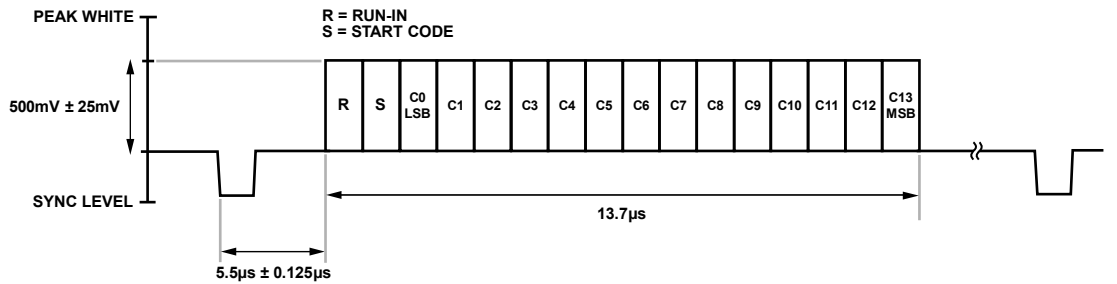 PEAK WHITE
R = RUN-IN
S = START CODE
500mV ± 25mV
R
S
C0
LSB
C1
C2
C3
C4
C5
C6
C7
C8
C9
C10
C11
C12
C13
MSB
SYNC LEVEL
13.7µs
5.5µs ± 0.125µs